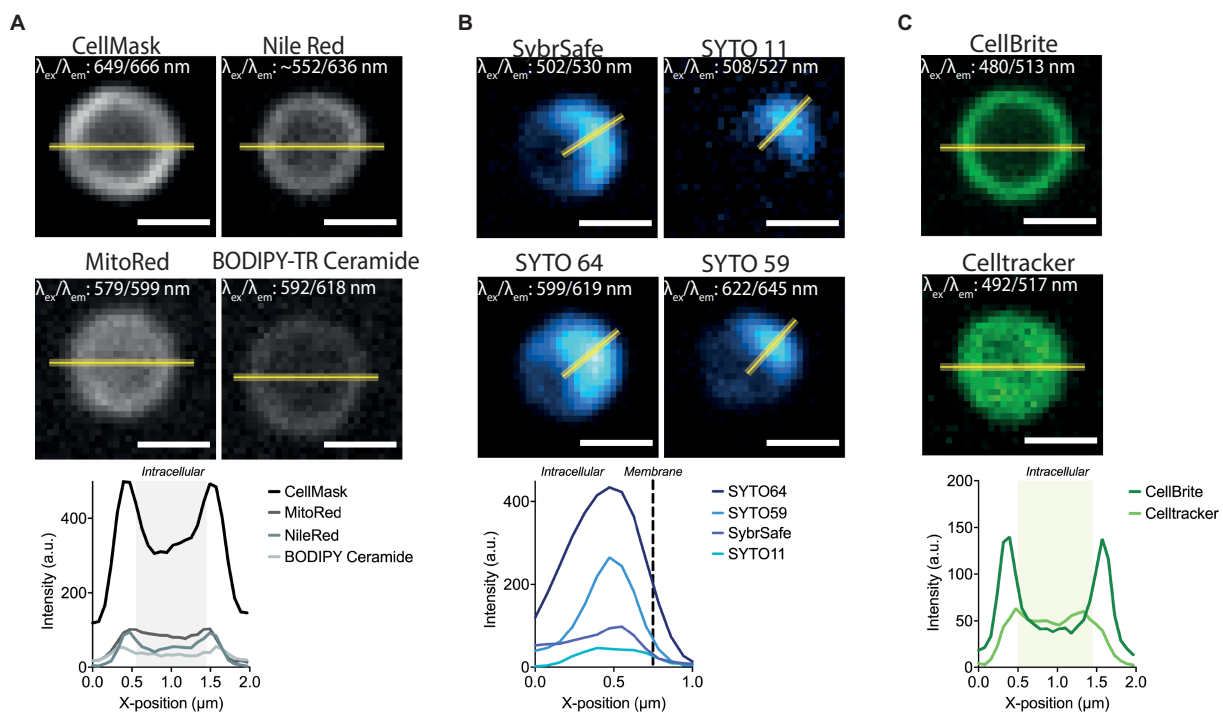 A
CellMask
λex/λem: 649/666 nm
Nile Red
λex/λem: ~552/636 nm
MitoRed
λex/λem: 579/599 nm
BODIPY-TR Ceramide
λex/λem: 592/618 nm
Intracellular
400
200
0
Intensity (a.u.)
0.0 0.5 1.0 1.5 2.0
X-position (µm)
CellMask
MitoRed
NileRed
BODIPY Ceramide
B
SybrSafe
λex/λem: 502/530 nm
SYTO 11
λex/λem: 508/527 nm
SYTO 64
λex/λem: 599/619 nm
SYTO 59
λex/λem: 622/645 nm
Intracellular Membrane
400
200
0
Intensity (a.u.)
0.0 0.5 1.0
X-position (µm)
SYTO64
SYTO59
SybrSafe
SYTO11
C
CellBrite
λex/λem: 480/513 nm
Celltracker
λex/λem: 492/517 nm
Intracellular
200
150
100
50
0
Intensity (a.u.)
0.0 0.5 1.0 1.5 2.0
X-position (µm)
CellBrite
Celltracker